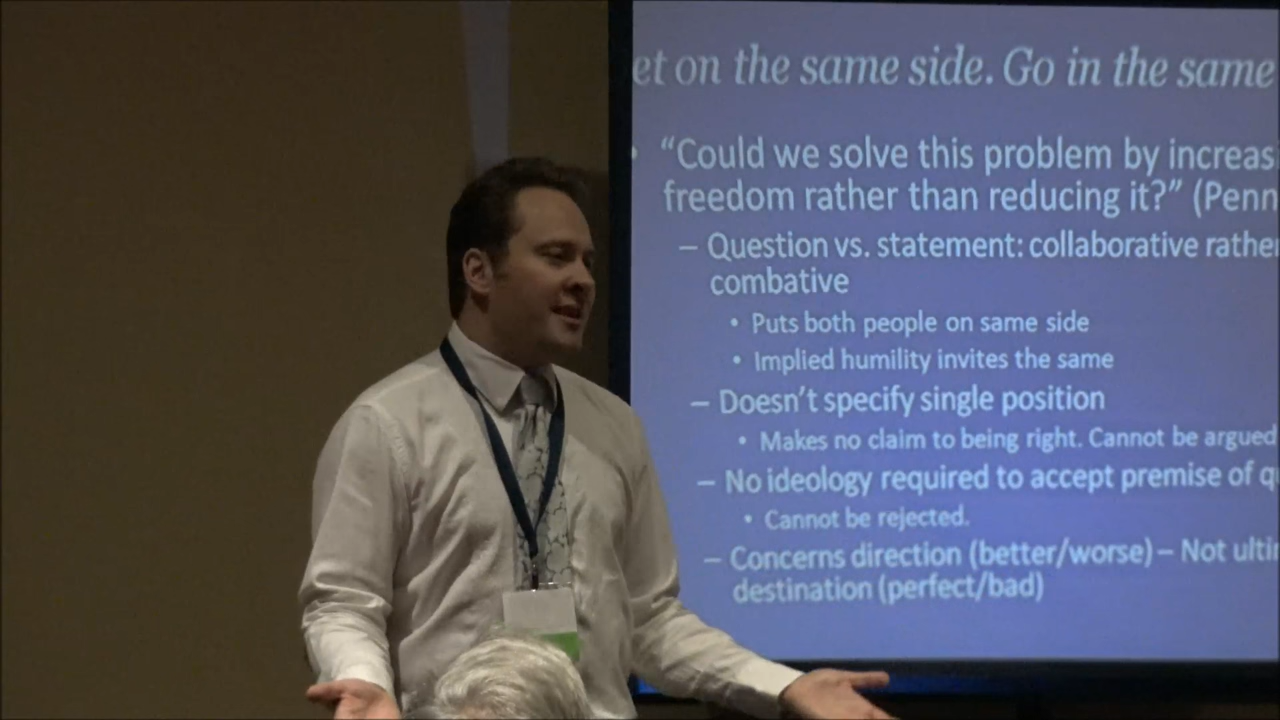 et on the same side. Go in the same
• “Could we solve this problem by increas
freedom rather than reducing it?” (Penn
– Question vs. statement: collaborative rathe
combative
• Puts both people on same side
• Implied humility invites the same
– Doesn’t specify single position
• Makes no claim to being right. Cannot be argued
– No ideology required to accept premise of q
• Cannot be rejected.
– Concerns direction (better/worse) – Not ulti
destination (perfect/bad)